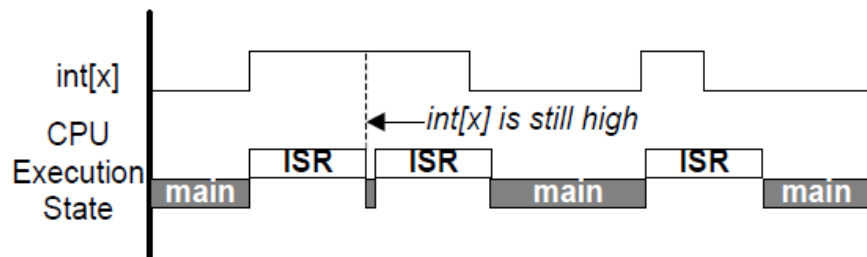 int[x]
int[x] is still high
CPU
Execution
State
ISR ISR ISR
main main main